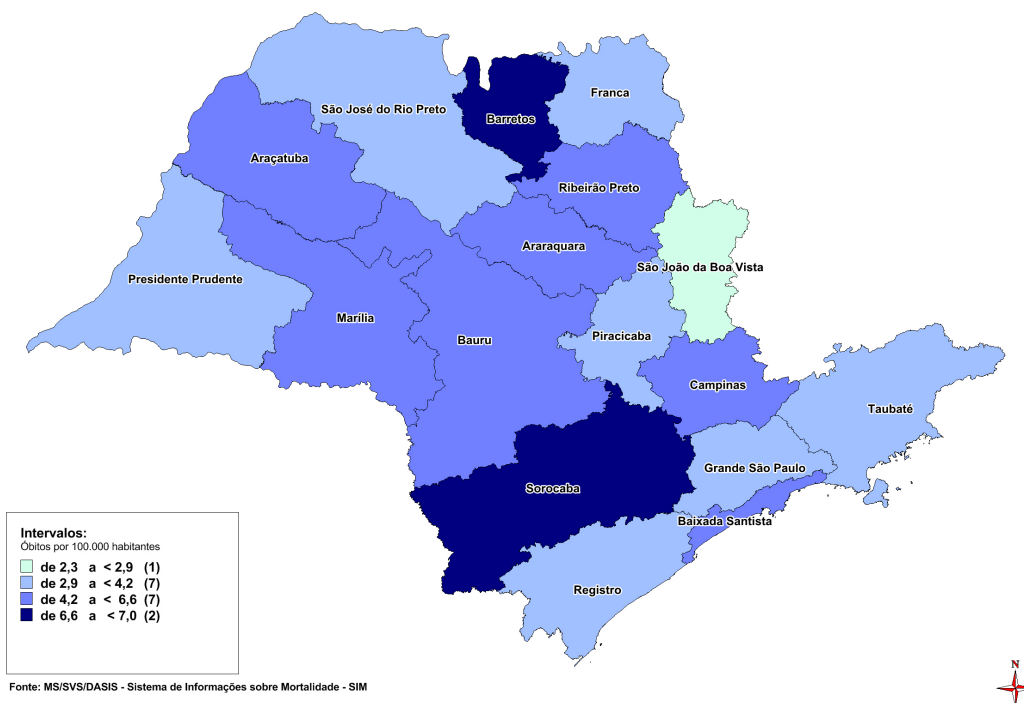 Franca
São José do Rio Preto
Barretos
Araçatuba
Ribeirão Preto
Araraquara
São João da Boa Vista
Presidente Prudente
Marília
Piracicaba
Bauru
Campinas
Taubaté
Grande São Paulo
Sorocaba
Baixada Santista
Registro
Intervalos:
Óbitos por 100.000 habitantes
de 2,3 a < 2,9 (1)
de 2,9 a < 4,2 (7)
de 4,2 a < 6,6 (7)
de 6,6 a < 7,0 (2)
N
Fonte: MS/SVS/DASIS - Sistema de Informações sobre Mortalidade - SIM